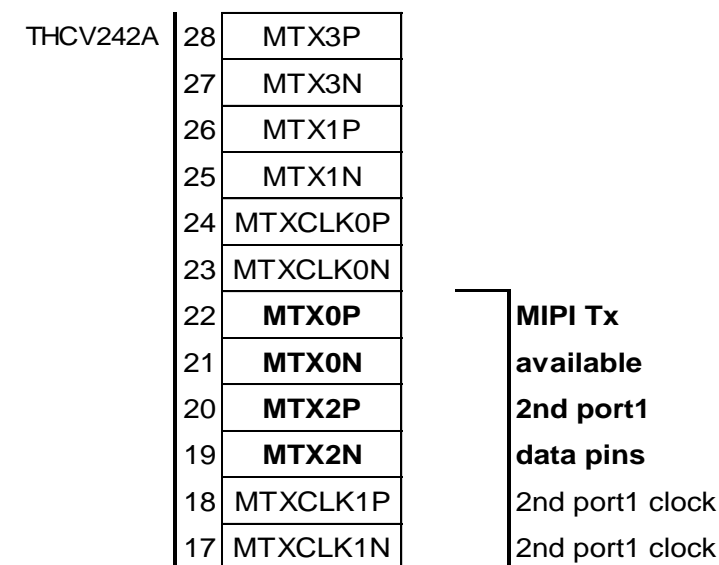 THCV242A 28 MTX3P
27 MTX3N
26 MTX1P
25 MTX1N
24 MTXCLK0P
23 MTXCLK0N
22 MTX0P MIPI Tx
21 MTX0N available
20 MTX2P 2nd port1
19 MTX2N data pins
18 MTXCLK1P 2nd port1 clock
17 MTXCLK1N 2nd port1 clock